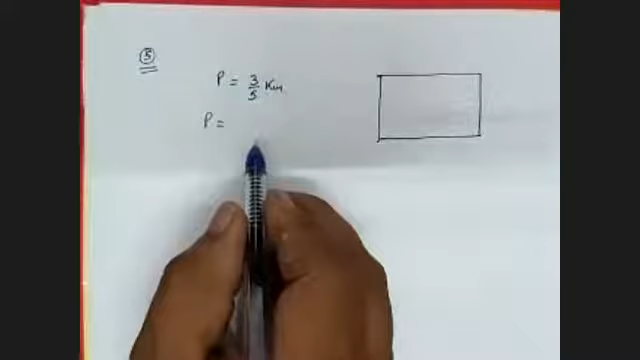 ⑤
P = 3/5 Km
P =